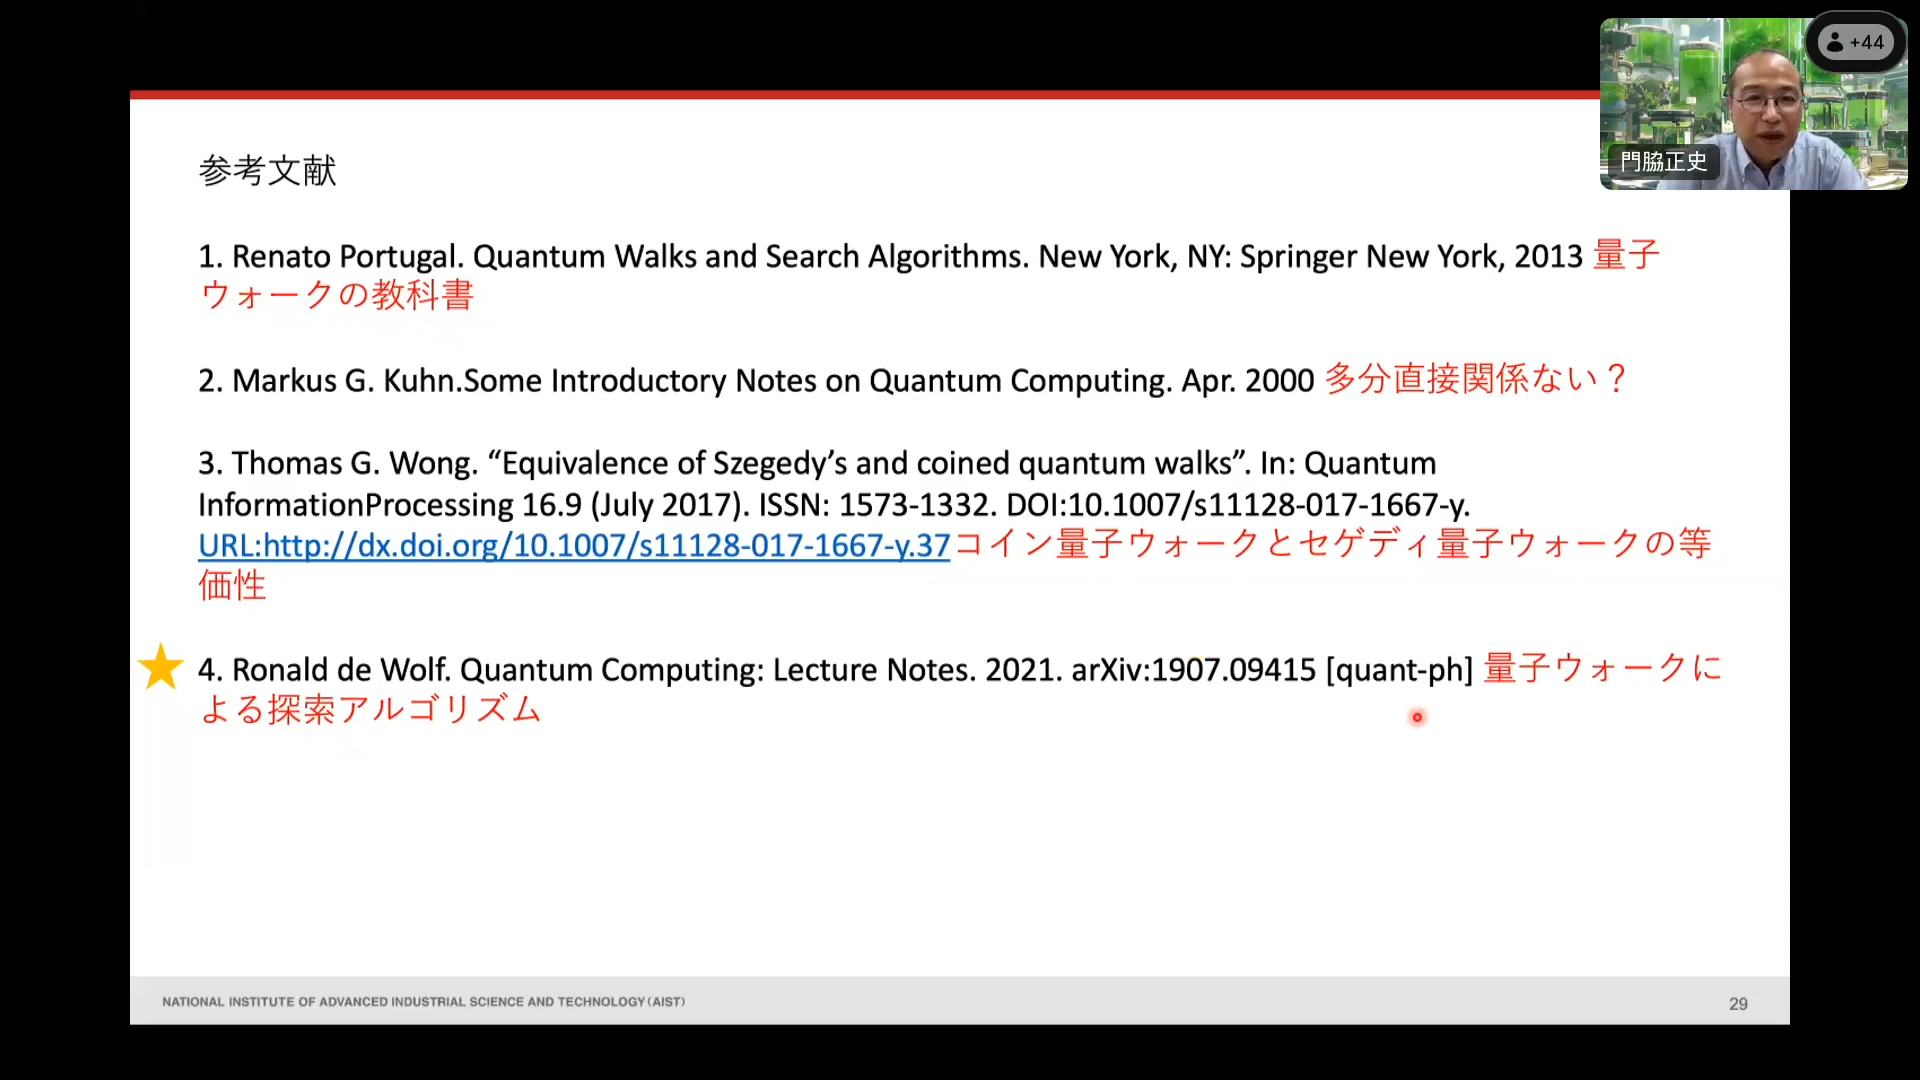 +44
門脇正史
参考文献
1. Renato Portugal. Quantum Walks and Search Algorithms. New York, NY: Springer New York, 2013 量子
ウォークの教科書
2. Markus G. Kuhn.Some Introductory Notes on Quantum Computing. Apr. 2000 多分直接関係ない？
3. Thomas G. Wong. “Equivalence of Szegedy’s and coined quantum walks”. In: Quantum
InformationProcessing 16.9 (July 2017). ISSN: 1573-1332. DOI:10.1007/s11128-017-1667-y.
URL:http://dx.doi.org/10.1007/s11128-017-1667-y.37コイン量子ウォークとセゲディ量子ウォークの等
価性
4. Ronald de Wolf. Quantum Computing: Lecture Notes. 2021. arXiv:1907.09415 [quant-ph] 量子ウォークに
よる探索アルゴリズム
NATIONAL INSTITUTE OF ADVANCED INDUSTRIAL SCIENCE AND TECHNOLOGY (AIST)
29